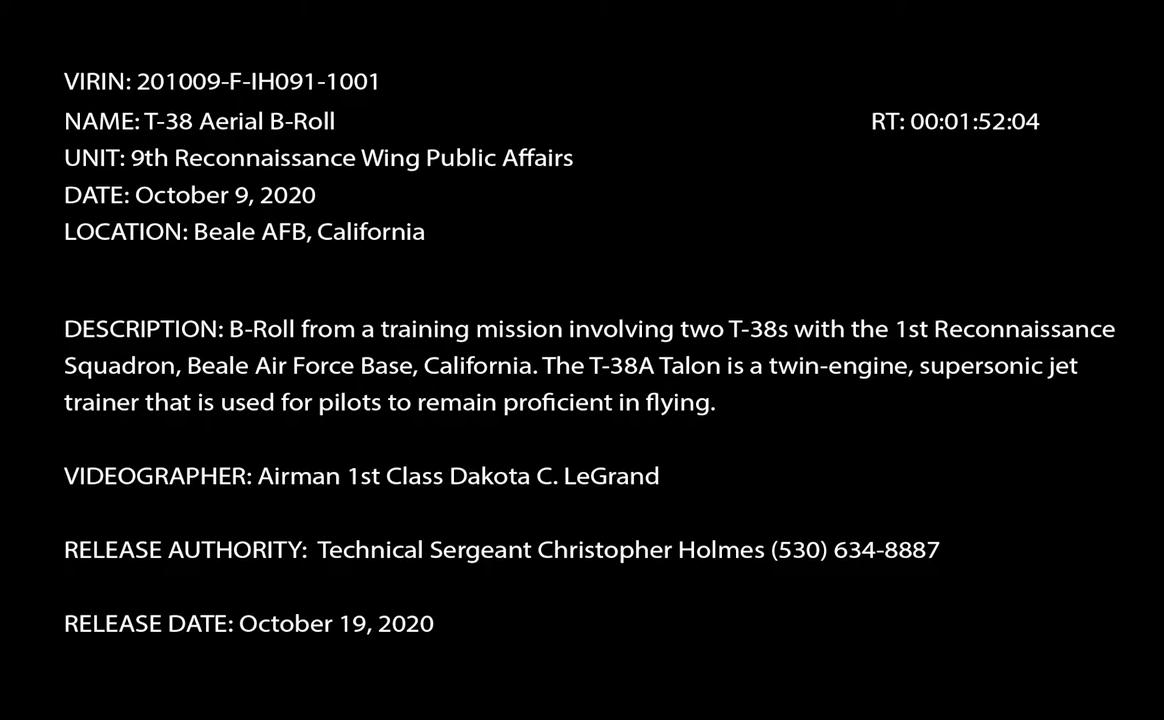 VIRIN: 201009-F-IH091-1001
NAME: T-38 Aerial B-Roll RT: 00:01:52:04
UNIT: 9th Reconnaissance Wing Public Affairs
DATE: October 9, 2020
LOCATION: Beale AFB, California
DESCRIPTION: B-Roll from a training mission involving two T-38s with the 1st Reconnaissance
Squadron, Beale Air Force Base, California. The T-38A Talon is a twin-engine, supersonic jet
trainer that is used for pilots to remain proficient in flying.
VIDEOGRAPHER: Airman 1st Class Dakota C. LeGrand
RELEASE AUTHORITY:  Technical Sergeant Christopher Holmes (530) 634-8887
RELEASE DATE: October 19, 2020